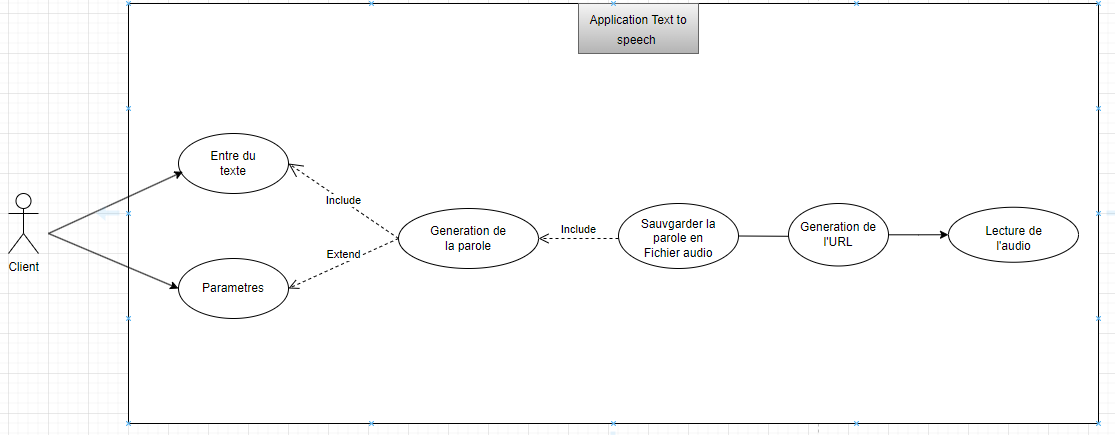 Application Text to
speech
Entre du
texte
Include
Client
Extend
Parametres
Generation de
la parole
Include
Sauvgarder la
parole en
Fichier audio
Generation de
l'URL
Lecture de
l'audio